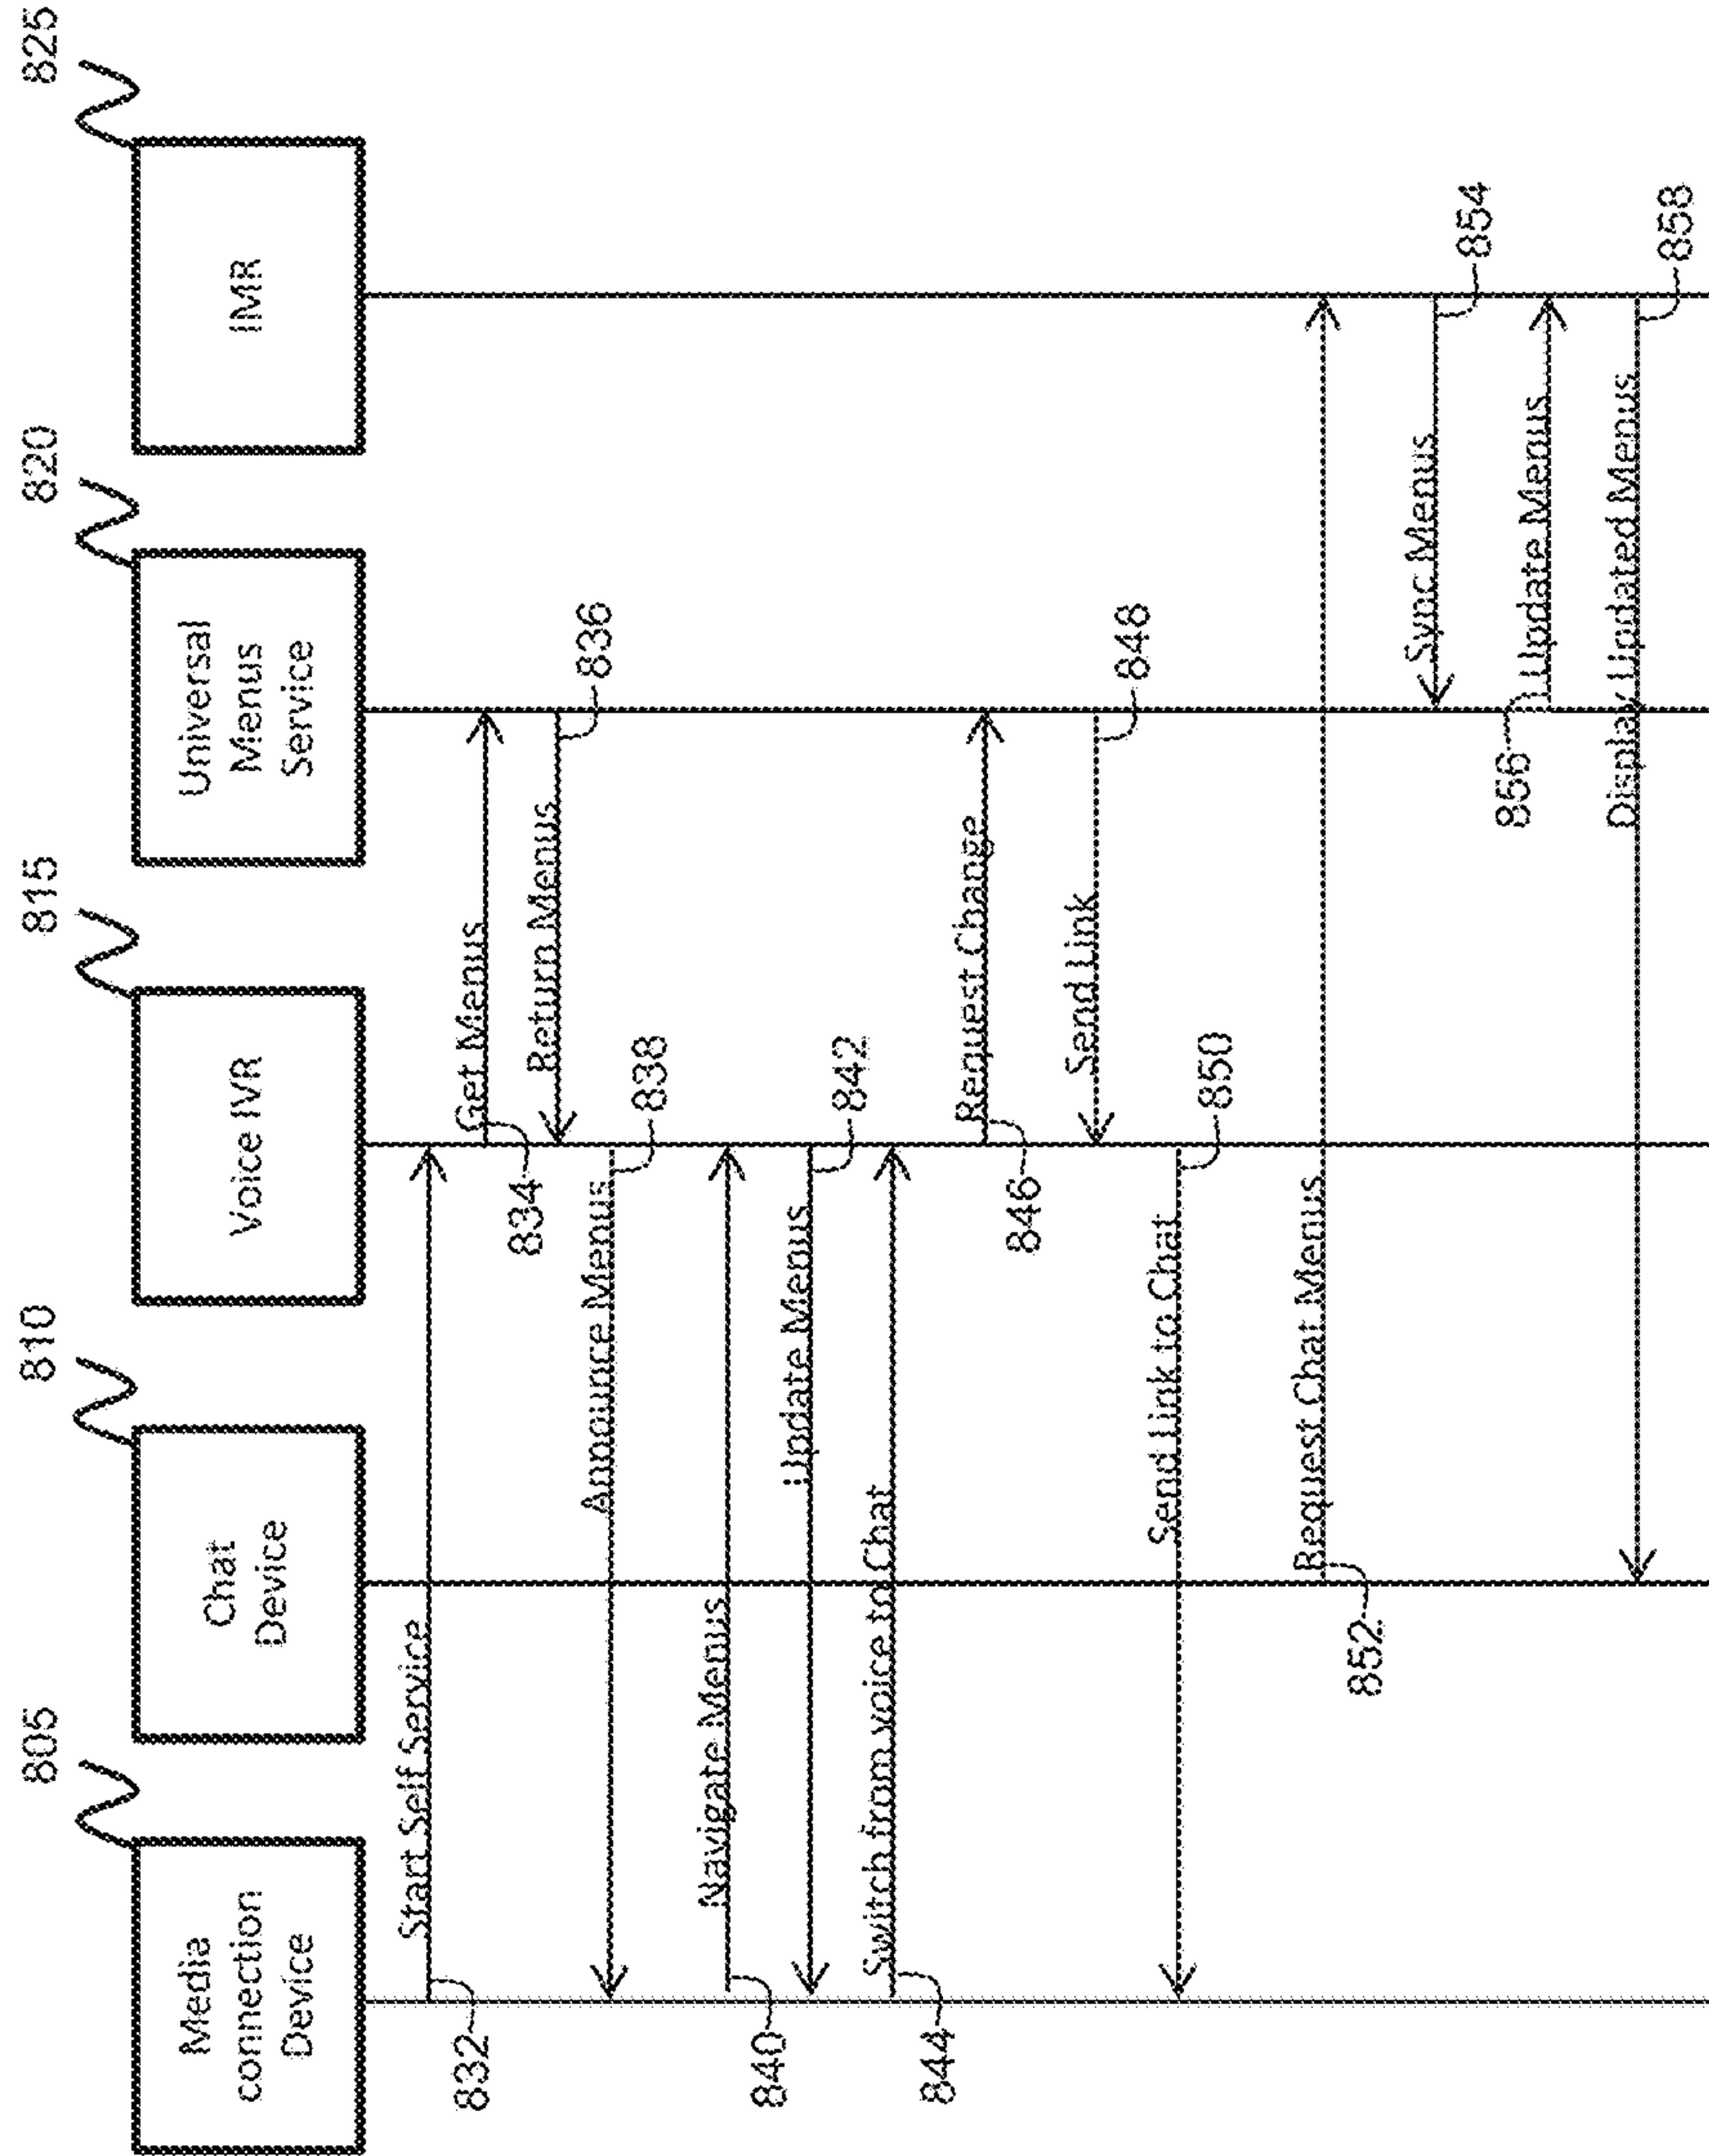 805
810
815
820
825
Media
connection
Device
Chat
Device
Voice IVR
Universal
Menus
Service
IMR
Start Self Service
832
Get Menus
834
Return Menus
836
Announce Menus
838
Navigate Menus
840
Update Menus
842
Switch from voice to Chat
844
Request Change
846
Send Link
848
Send Link to Chat
850
Request Chat Menus
852
Sync Menus
854
Update Menus
856
Display Updated Menus
858